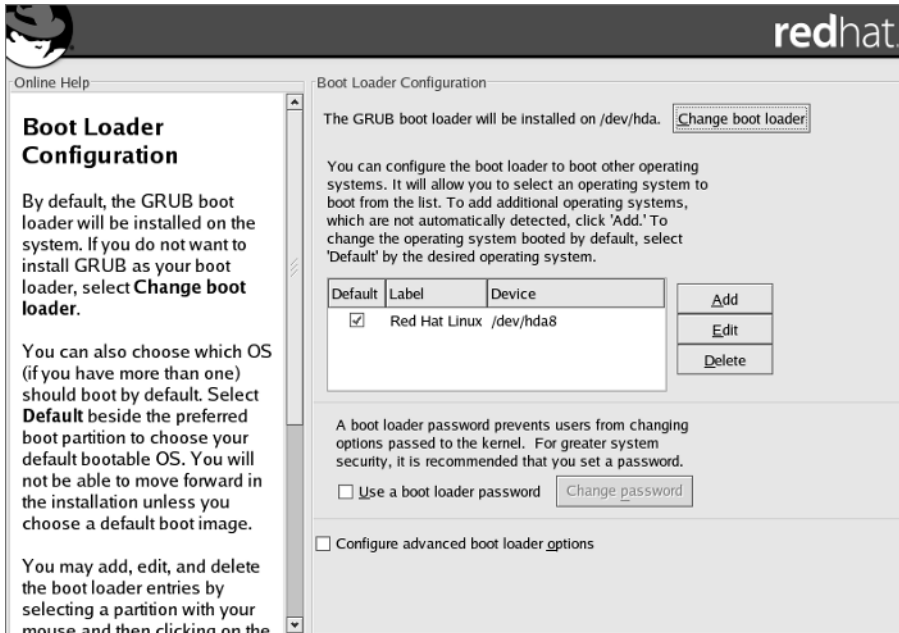 redhat.
Online Help
Boot Loader
Configuration
By default, the GRUB boot
loader will be installed on the
system. If you do not want to
install GRUB as your boot
loader, select Change boot
loader.
You can also choose which OS
(if you have more than one)
should boot by default. Select
Default beside the preferred
boot partition to choose your
default bootable OS. You will
not be able to move forward in
the installation unless you
choose a default boot image.
You may add, edit, and delete
the boot loader entries by
selecting a partition with your
mouse and then clicking on the
Boot Loader Configuration
The GRUB boot loader will be installed on /dev/hda. Change boot loader
You can configure the boot loader to boot other operating
systems. It will allow you to select an operating system to
boot from the list. To add additional operating systems,
which are not automatically detected, click 'Add.' To
change the operating system booted by default, select
'Default' by the desired operating system.
Default Label Device
Red Hat Linux /dev/hda8
Add
Edit
Delete
A boot loader password prevents users from changing
options passed to the kernel. For greater system
security, it is recommended that you set a password.
Use a boot loader password Change password
Configure advanced boot loader options